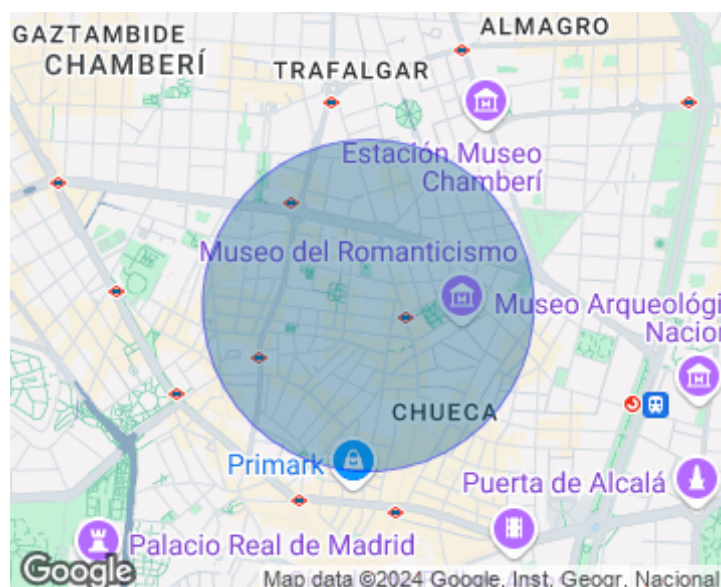 GAZTAMBIDE
CHAMBERÍ
TRAFALGAR
ALMAGRO
Estación Museo
Chamberí
Museo del Romanticismo
Museo Arqueológi
Nacion
CHUECA
Primark
Puerta de Alcalá
Palacio Real de Madrid
Google
Map data ©2024 Google, Inst. Geogr. Nacional